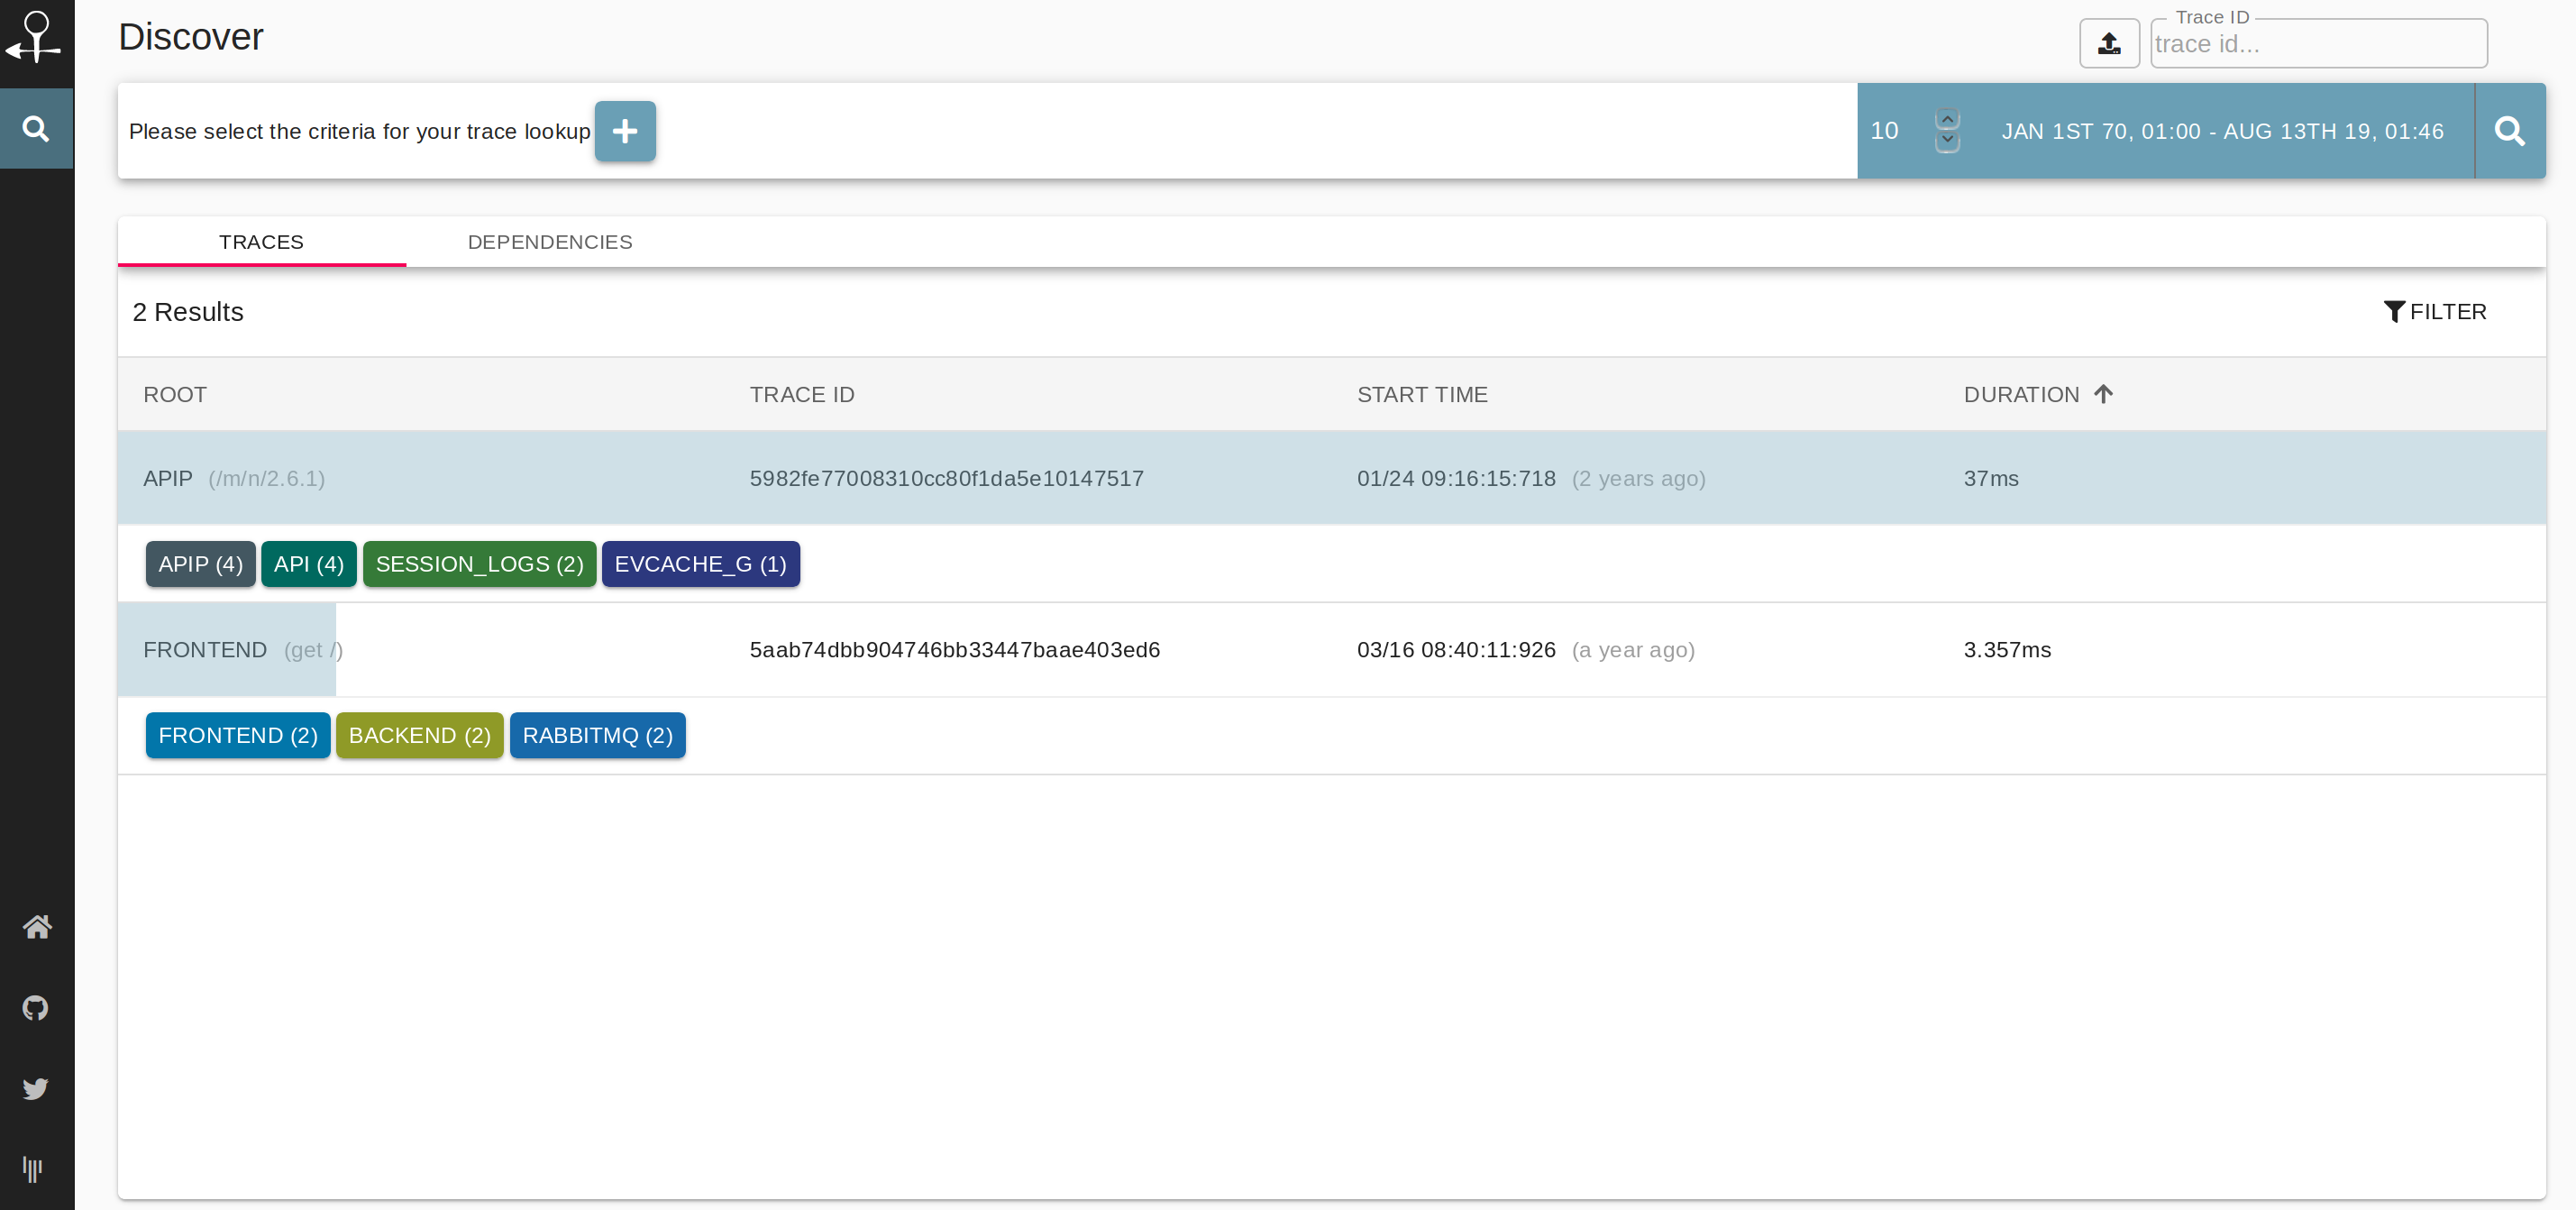 Discover
Trace ID
trace id...
Please select the criteria for your trace lookup
10 JAN 1ST 70, 01:00 - AUG 13TH 19, 01:46
TRACES DEPENDENCIES
2 Results FILTER
ROOT TRACE ID START TIME DURATION
APIP (/m/n/2.6.1) 5982fe77008310cc80f1da5e10147517 01/24 09:16:15:718 (2 years ago) 37ms
APIP (4) API (4) SESSION_LOGS (2) EVCACHE_G (1)
FRONTEND (get /) 5aab74dbb904746bb33447baae403ed6 03/16 08:40:11:926 (a year ago) 3.357ms
FRONTEND (2) BACKEND (2) RABBITMQ (2)